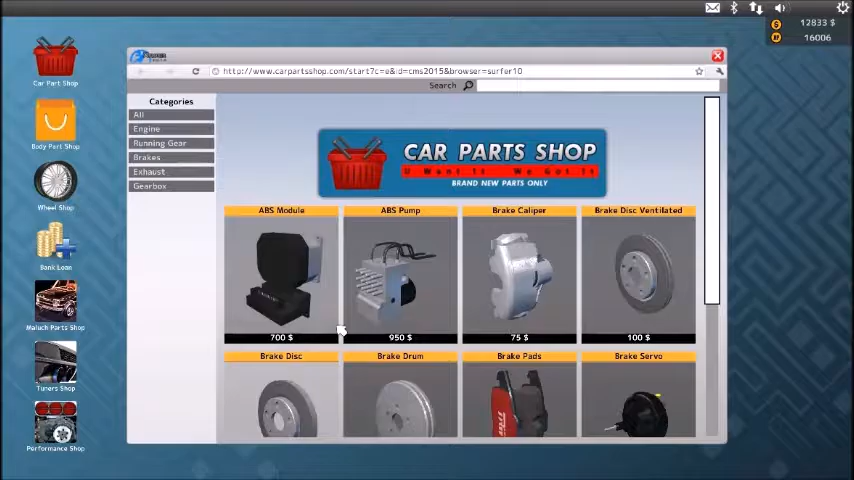 12833 $
16006
Car Part Shop
Body Part Shop
Wheel Shop
Bank Loan
Maluch Parts Shop
Tuners Shop
Performance Shop
http://www.carpartsshop.com/start?c=e&id=cms2015&browser=surfer10
Search
Categories
All
Engine
Running Gear
Brakes
Exhaust
Gearbox
CAR PARTS SHOP
U Want It We Got It
BRAND NEW PARTS ONLY
ABS Module
ABS Pump
Brake Caliper
Brake Disc Ventilated
700 $
950 $
75 $
100 $
Brake Disc
Brake Drum
Brake Pads
Brake Servo